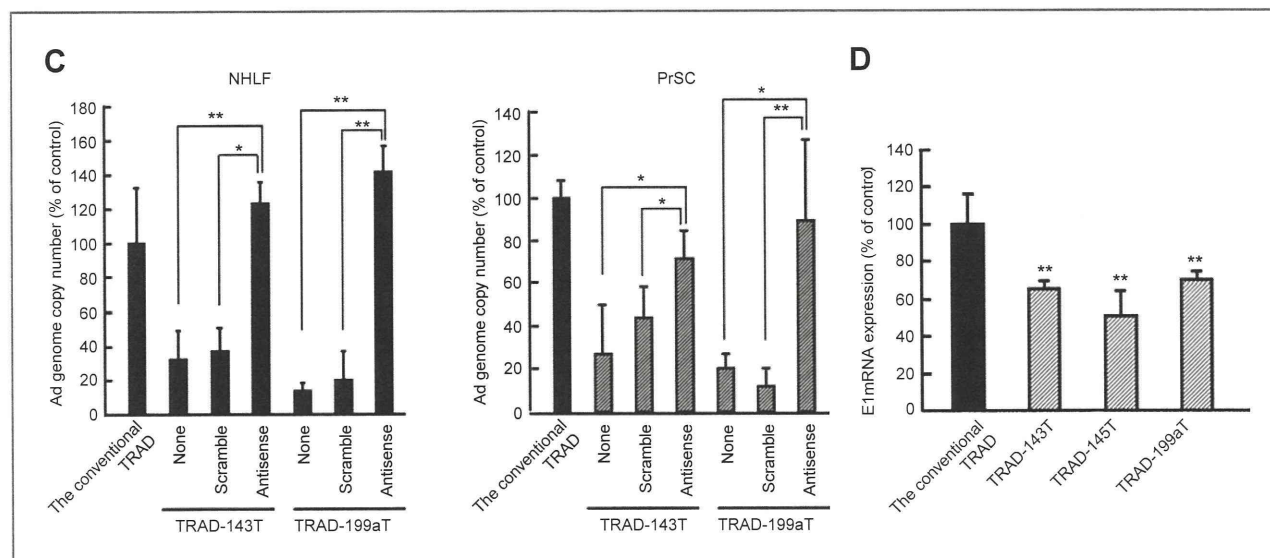 C
NHLF
Ad genome copy number (% of control)
180
160
140
120
100
80
60
40
20
0
**
*
**
**
The conventional
TRAD
None
Scramble
Antisense
None
Scramble
Antisense
TRAD-143T
TRAD-199aT
PrSC
Ad genome copy number (% of control)
140
120
100
80
60
40
20
0
*
*
*
**
The conventional
TRAD
None
Scramble
Antisense
None
Scramble
Antisense
TRAD-143T
TRAD-199aT
D
E1mRNA expression (% of control)
140
120
100
80
60
40
20
0
**
**
**
The conventional
TRAD
TRAD-143T
TRAD-145T
TRAD-199aT